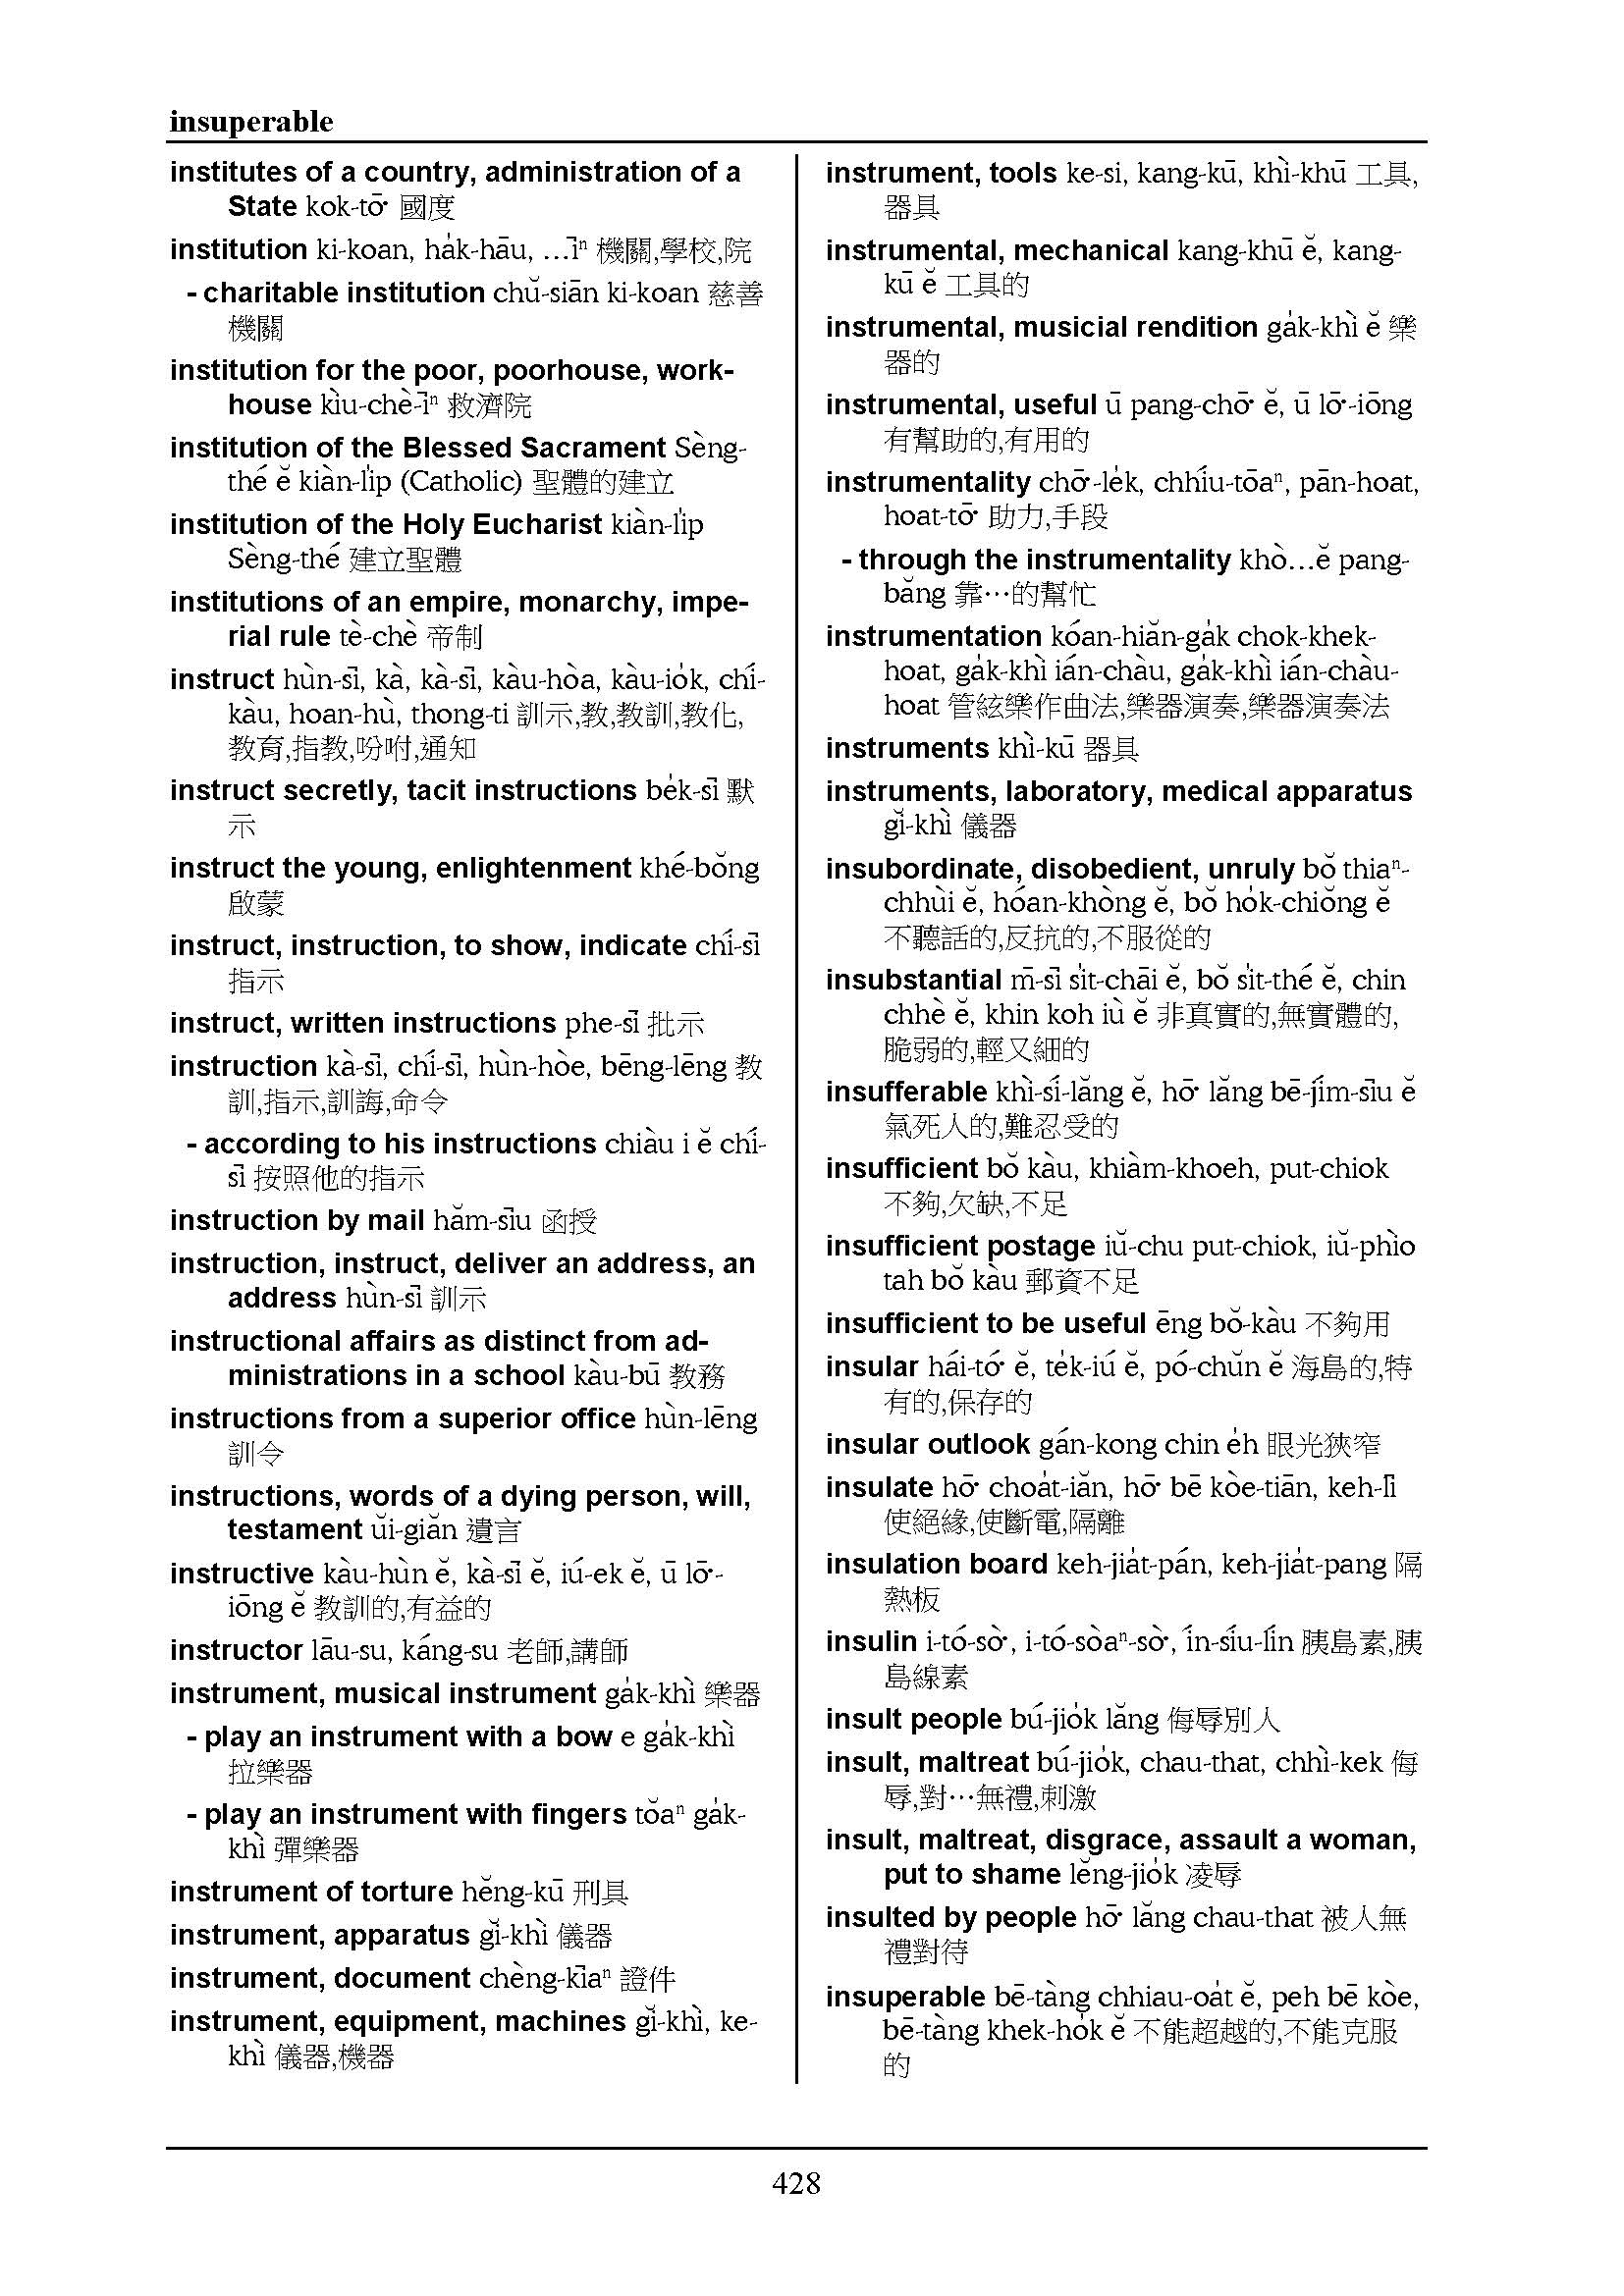 insuperable
institutes of a country, administration of a
State kok-tō͘ 國度
institution ki-koan, ha̍k-hāu, …īⁿ 機關,學校,院
- charitable institution chŭ-siān ki-koan 慈善
機關
institution for the poor, poorhouse, work-
house kìu-chè-īⁿ 救濟院
institution of the Blessed Sacrament Sèng-
thé ĕ kiàn-li̍p (Catholic) 聖體的建立
institution of the Holy Eucharist kiàn-li̍p
Sèng-thé 建立聖體
institutions of an empire, monarchy, impe-
rial rule tè-chè 帝制
instruct hùn-sī, kà, kà-sī, kàu-hòa, kàu-io̍k, chí-
kàu, hoan-hù, thong-ti 訓示,教,教訓,教化,
教育,指教,吩咐,通知
instruct secretly, tacit instructions be̍k-sī 默
示
instruct the young, enlightenment khé-bŏng
啟蒙
instruct, instruction, to show, indicate chí-sī
指示
instruct, written instructions phe-sī 批示
instruction kà-sī, chí-sī, hùn-hòe, bēng-lēng 教
訓,指示,訓誨,命令
- according to his instructions chiàu i ĕ chí-
sī 按照他的指示
instruction by mail hăm-sīu 函授
instruction, instruct, deliver an address, an
address hùn-sī 訓示
instructional affairs as distinct from ad-
ministrations in a school kàu-bū 教務
instructions from a superior office hùn-lēng
訓令
instructions, words of a dying person, will,
testament ŭi-giăn 遺言
instructive kàu-hùn ĕ, kà-sī ĕ, iú-ek ĕ, ū lō͘-
iōng ĕ 教訓的,有益的
instructor lāu-su, káng-su 老師,講師
instrument, musical instrument ga̍k-khì 樂器
- play an instrument with a bow e ga̍k-khì
拉樂器
- play an instrument with fingers tŏaⁿ ga̍k-
khì 彈樂器
instrument of torture hĕng-kū 刑具
instrument, apparatus gĭ-khì 儀器
instrument, document chèng-kīaⁿ 證件
instrument, equipment, machines gĭ-khì, ke-
khì 儀器,機器
instrument, tools ke-si, kang-kū, khì-khū 工具,
器具
instrumental, mechanical kang-khū ĕ, kang-
kū ĕ 工具的
instrumental, musicial rendition ga̍k-khì ĕ 樂
器的
instrumental, useful ū pang-chō͘ ĕ, ū lō͘-iōng
有幫助的,有用的
instrumentality chō͘-le̍k, chhíu-tōaⁿ, pān-hoat,
hoat-tō͘ 助力,手段
- through the instrumentality khò…ĕ pang-
băng 靠…的幫忙
instrumentation kóan-hiăn-ga̍k chok-khek-
hoat, ga̍k-khì ián-chàu, ga̍k-khì ián-chàu-
hoat 管絃樂作曲法,樂器演奏,樂器演奏法
instruments khì-kū 器具
instruments, laboratory, medical apparatus
gĭ-khì 儀器
insubordinate, disobedient, unruly bŏ thiaⁿ-
chhùi ĕ, hóan-khòng ĕ, bŏ ho̍k-chiŏng ĕ
不聽話的,反抗的,不服從的
insubstantial m̄-sī si̍t-chāi ĕ, bŏ si̍t-thé ĕ, chin
chhè ĕ, khin koh iù ĕ 非真實的,無實體的,
脆弱的,輕又細的
insufferable khì-sí-lăng ĕ, hō͘ lăng bē-jím-sīu ĕ
氣死人的,難忍受的
insufficient bŏ kàu, khiàm-khoeh, put-chiok
不夠,欠缺,不足
insufficient postage iŭ-chu put-chiok, iŭ-phìo
tah bŏ kàu 郵資不足
insufficient to be useful ēng bŏ-kàu 不夠用
insular hái-tó͘ ĕ, te̍k-iú ĕ, pó-chŭn ĕ 海島的,特
有的,保存的
insular outlook gán-kong chin e̍h 眼光狹窄
insulate hō͘ choa̍t-iăn, hō͘ bē kòe-tiān, keh-lī
使絕緣,使斷電,隔離
insulation board keh-jia̍t-pán, keh-jia̍t-pang 隔
熱板
insulin i-tó-sò͘, i-tó-sòaⁿ-sò͘, ín-síu-lín 胰島素,胰
島線素
insult people bú-jio̍k lăng 侮辱別人
insult, maltreat bú-jio̍k, chau-that, chhì-kek 侮
辱,對…無禮,刺激
insult, maltreat, disgrace, assault a woman,
put to shame lĕng-jio̍k 凌辱
insulted by people hō͘ lăng chau-that 被人無
禮對待
insuperable bē-tàng chhiau-oa̍t ĕ, peh bē kòe,
bē-tàng khek-ho̍k ĕ 不能超越的,不能克服
的
428